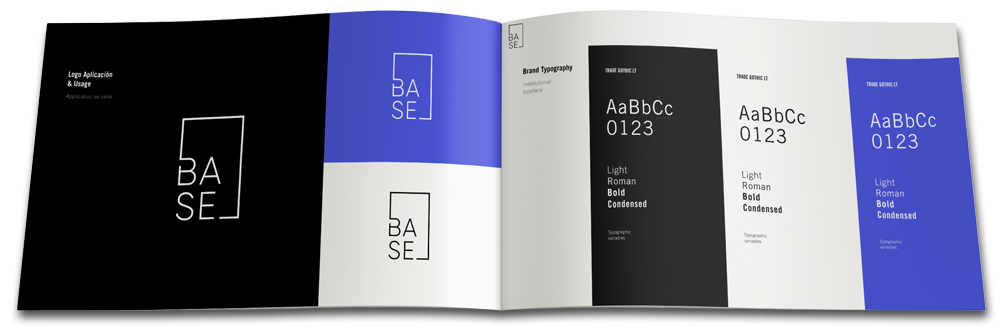 Logo Aplicación
& Usage
Application on color.
BA
SE
BA
SE
BA
SE
BA
SE
Brand Typography
Institutional
typeface
TRADE GOTHIC LT
AaBbCc
0123
Light
Roman
Bold
Condensed
Typographic
variables
TRADE GOTHIC LT
AaBbCc
0123
Light
Roman
Bold
Condensed
Typographic
variables
TRADE GOTHIC LT
AaBbCc
0123
Light
Roman
Bold
Condensed
Typographic
variables